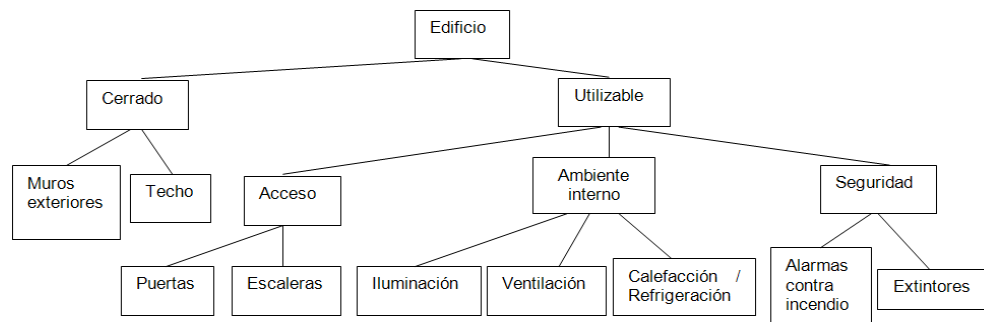 Edificio
Cerrado
Utilizable
Muros
exteriores
Techo
Acceso
Ambiente
interno
Seguridad
Puertas
Escaleras
Iluminación
Ventilación
Calefacción /
Refrigeración
Alarmas
contra
incendio
Extintores